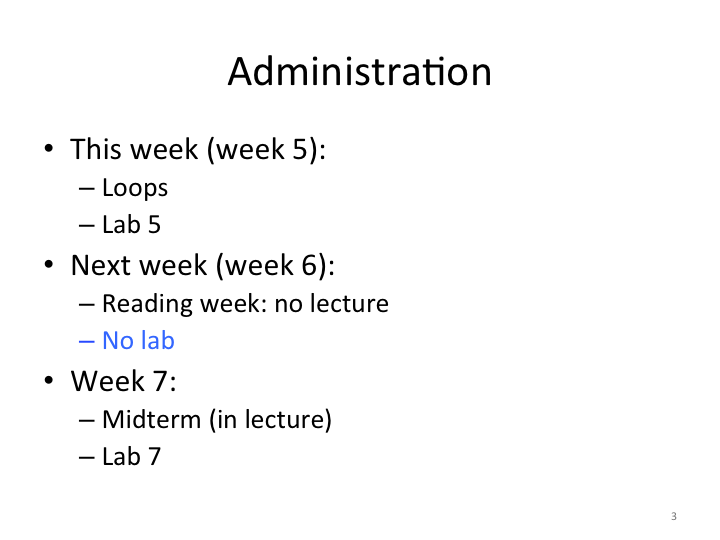 Administration
• This week (week 5):
– Loops
– Lab 5
• Next week (week 6):
– Reading week: no lecture
– No lab
• Week 7:
– Midterm (in lecture)
– Lab 7
3